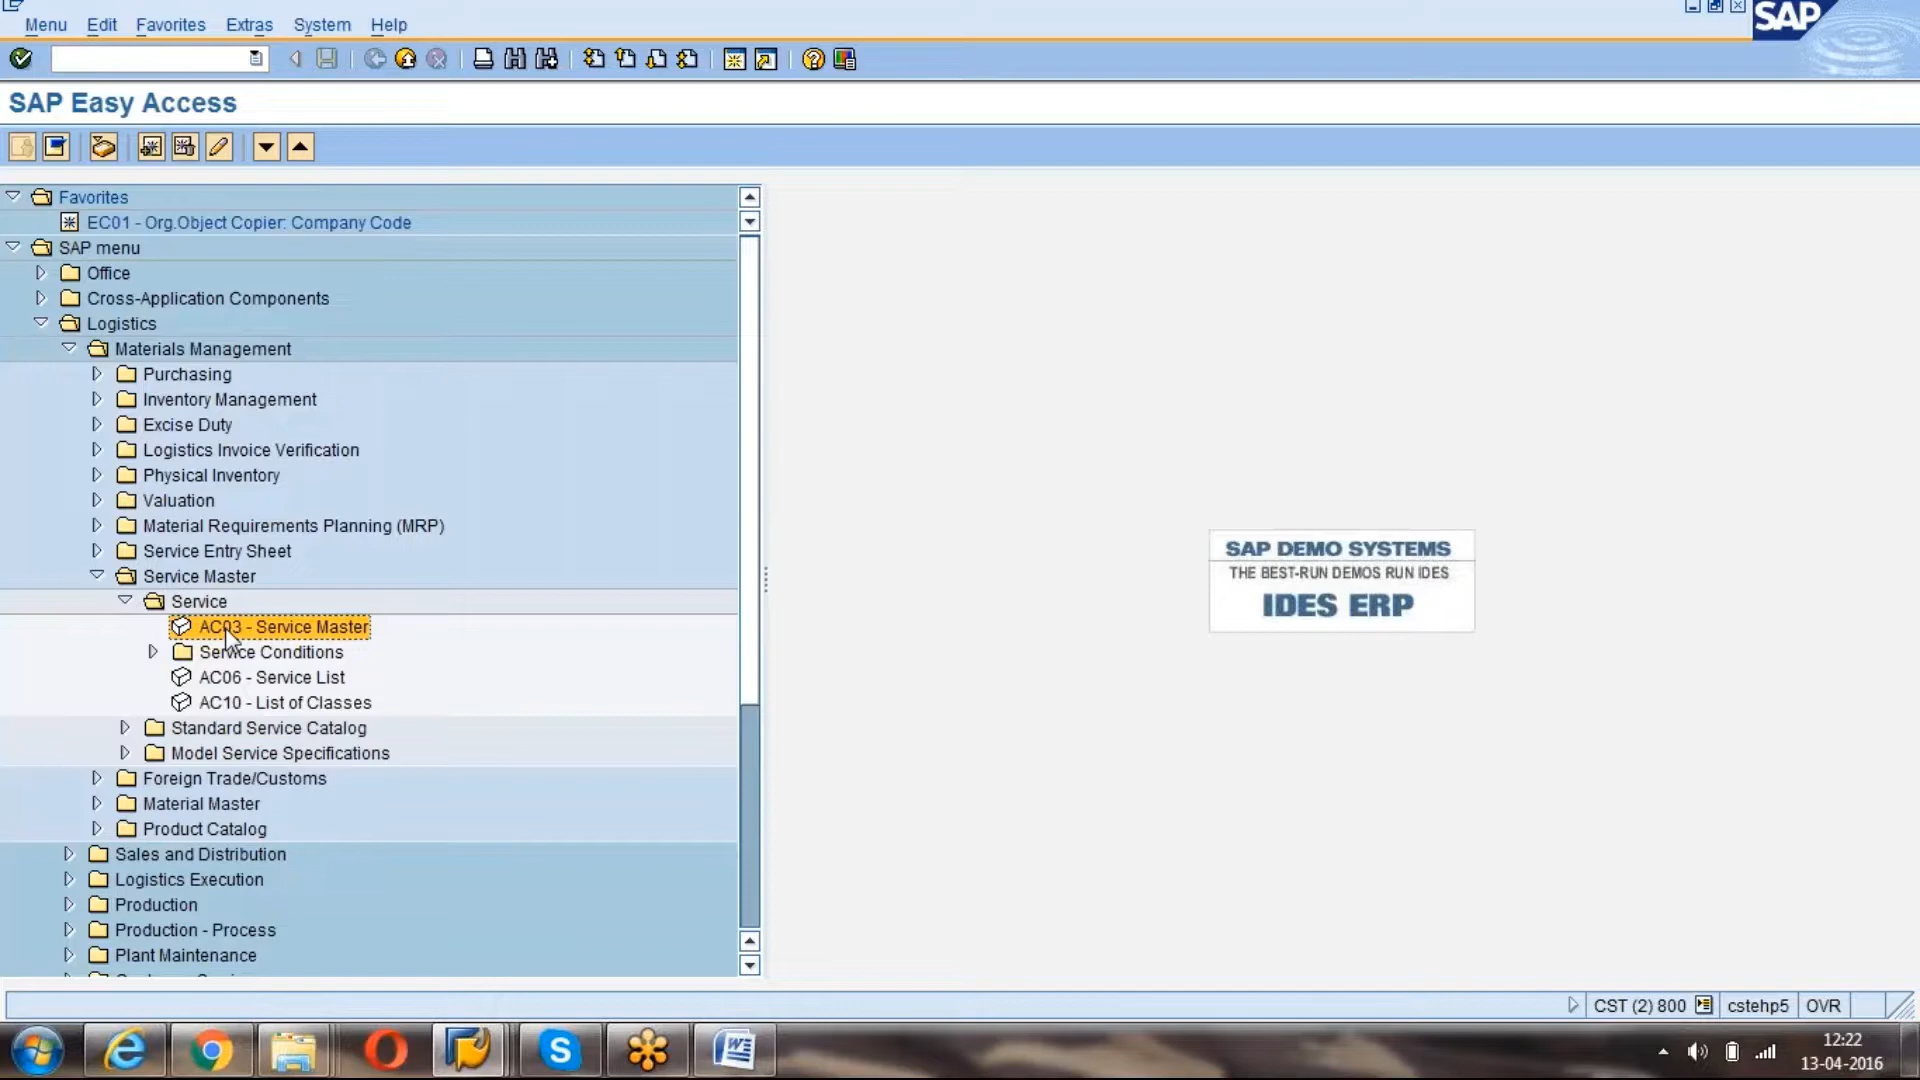 Menu Edit Favorites Extras System Help
SAP
SAP Easy Access
Favorites
EC01 - Org.Object Copier: Company Code
SAP menu
Office
Cross-Application Components
Logistics
Materials Management
Purchasing
Inventory Management
Excise Duty
Logistics Invoice Verification
Physical Inventory
Valuation
Material Requirements Planning (MRP)
Service Entry Sheet
Service Master
Service
AC03 - Service Master
Service Conditions
AC06 - Service List
AC10 - List of Classes
Standard Service Catalog
Model Service Specifications
Foreign Trade/Customs
Material Master
Product Catalog
Sales and Distribution
Logistics Execution
Production
Production - Process
Plant Maintenance
SAP DEMO SYSTEMS
THE BEST-RUN DEMOS RUN IDES
IDES ERP
CST (2) 800 cstehp5 OVR
12:22
13-04-2016